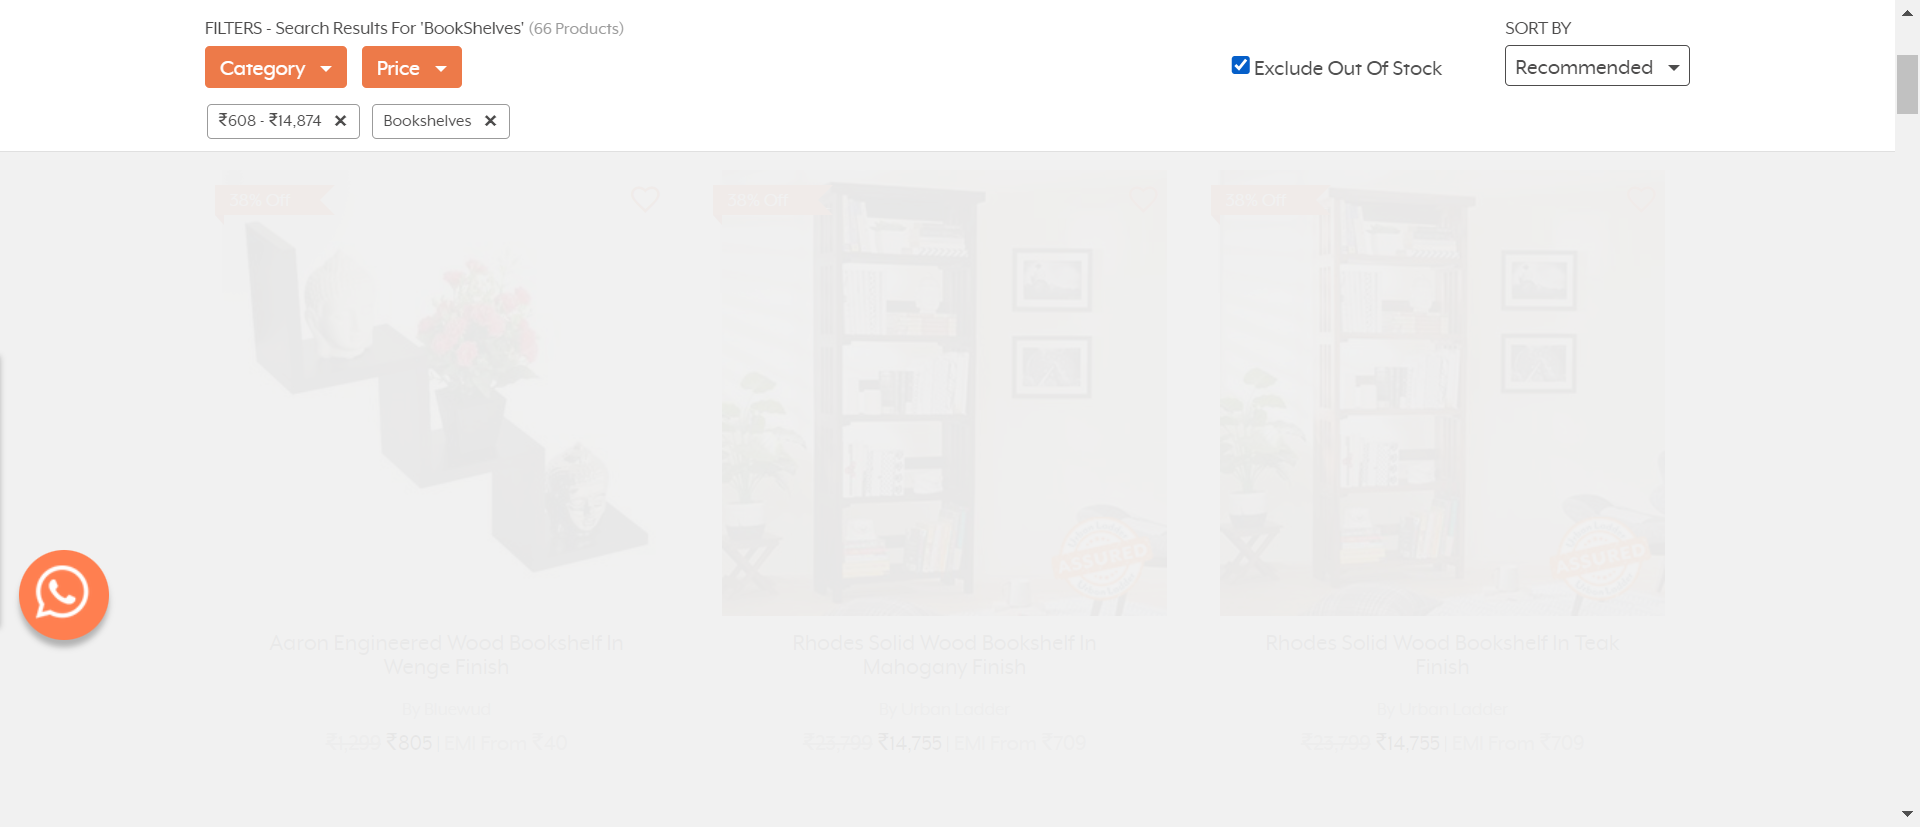 FILTERS - Search Results For 'BookShelves' (66 Products)
SORT BY
Category
Price
Exclude Out Of Stock
Recommended
₹608 - ₹14,874
Bookshelves
38% Off
38% Off
38% Off
ASSURED
ASSURED
Aaron Engineered Wood Bookshelf In
Wenge Finish
Rhodes Solid Wood Bookshelf In
Mahogany Finish
Rhodes Solid Wood Bookshelf In Teak
Finish
By Bluewud
By Urban Ladder
By Urban Ladder
₹1,299 ₹805 | EMI From ₹40
₹23,799 ₹14,755 | EMI From ₹709
₹23,799 ₹14,755 | EMI From ₹709